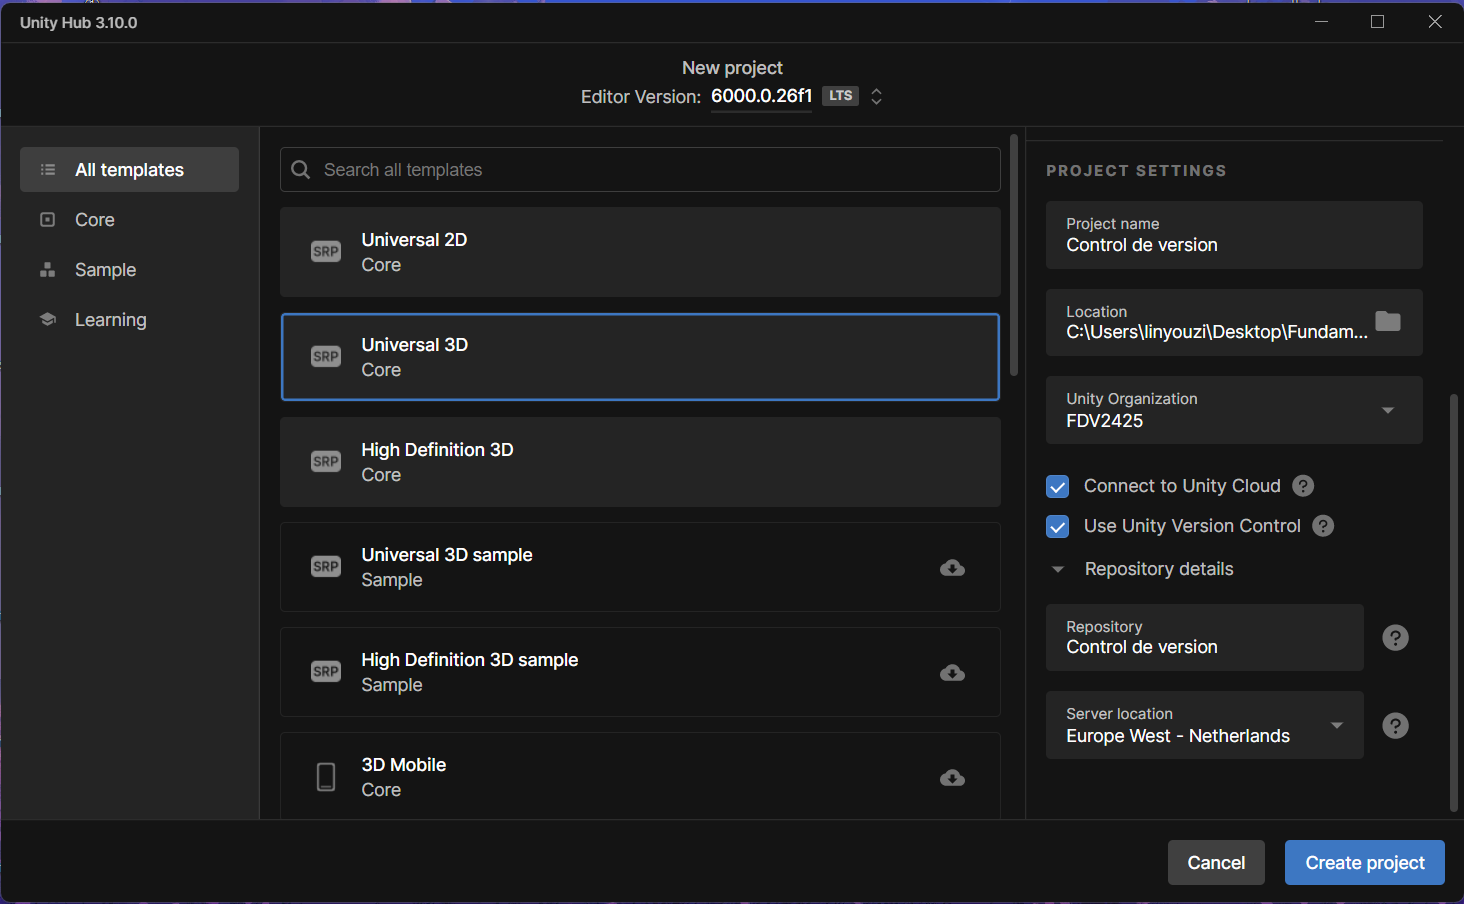 Unity Hub 3.10.0
New project
Editor Version: 6000.0.26f1 LTS
All templates
Core
Sample
Learning
Search all templates
SRP
Universal 2D
Core
SRP
Universal 3D
Core
SRP
High Definition 3D
Core
SRP
Universal 3D sample
Sample
SRP
High Definition 3D sample
Sample
3D Mobile
Core
PROJECT SETTINGS
Project name
Control de version
Location
C:\Users\linyouzi\Desktop\Fundam...
Unity Organization
FDV2425
Connect to Unity Cloud ?
Use Unity Version Control ?
Repository details
Repository
Control de version
?
Server location
Europe West - Netherlands
?
Cancel
Create project